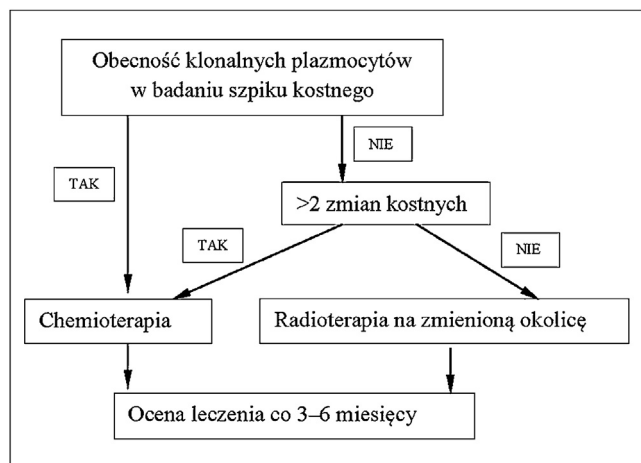 Obecność klonalnych plazmocytów
w badaniu szpiku kostnego
NIE
TAK
>2 zmian kostnych
TAK
NIE
Chemioterapia
Radioterapia na zmienioną okolicę
Ocena leczenia co 3–6 miesięcy